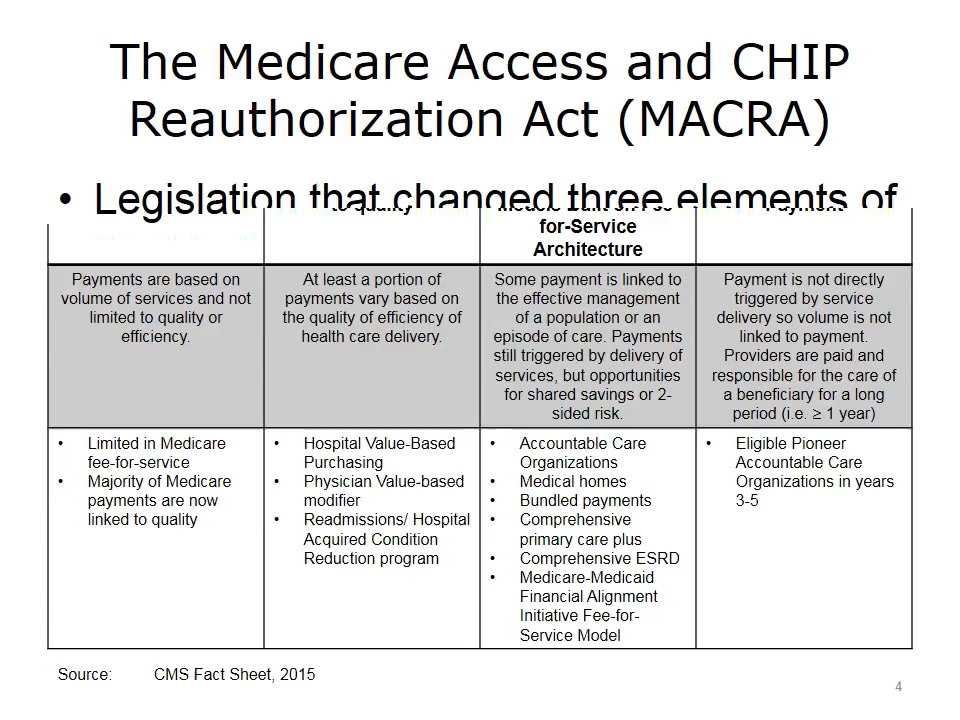 The Medicare Access and CHIP
Reauthorization Act (MACRA)
• Legislation that changed three elements of
to quality
for-Service
Architecture
Payment
Payments are based on
volume of services and not
limited to quality or
efficiency.
At least a portion of
payments vary based on
the quality of efficiency of
health care delivery.
Some payment is linked to
the effective management
of a population or an
episode of care. Payments
still triggered by delivery of
services, but opportunities
for shared savings or 2-
sided risk.
Payment is not directly
triggered by service
delivery so volume is not
linked to payment.
Providers are paid and
responsible for the care of
a beneficiary for a long
period (i.e. ≥ 1 year)
• Limited in Medicare
fee-for-service
• Majority of Medicare
payments are now
linked to quality
• Hospital Value-Based
Purchasing
• Physician Value-based
modifier
• Readmissions/ Hospital
Acquired Condition
Reduction program
• Accountable Care
Organizations
• Medical homes
• Bundled payments
• Comprehensive
primary care plus
• Comprehensive ESRD
• Medicare-Medicaid
Financial Alignment
Initiative Fee-for-
Service Model
• Eligible Pioneer
Accountable Care
Organizations in years
3-5
Source: CMS Fact Sheet, 2015
4